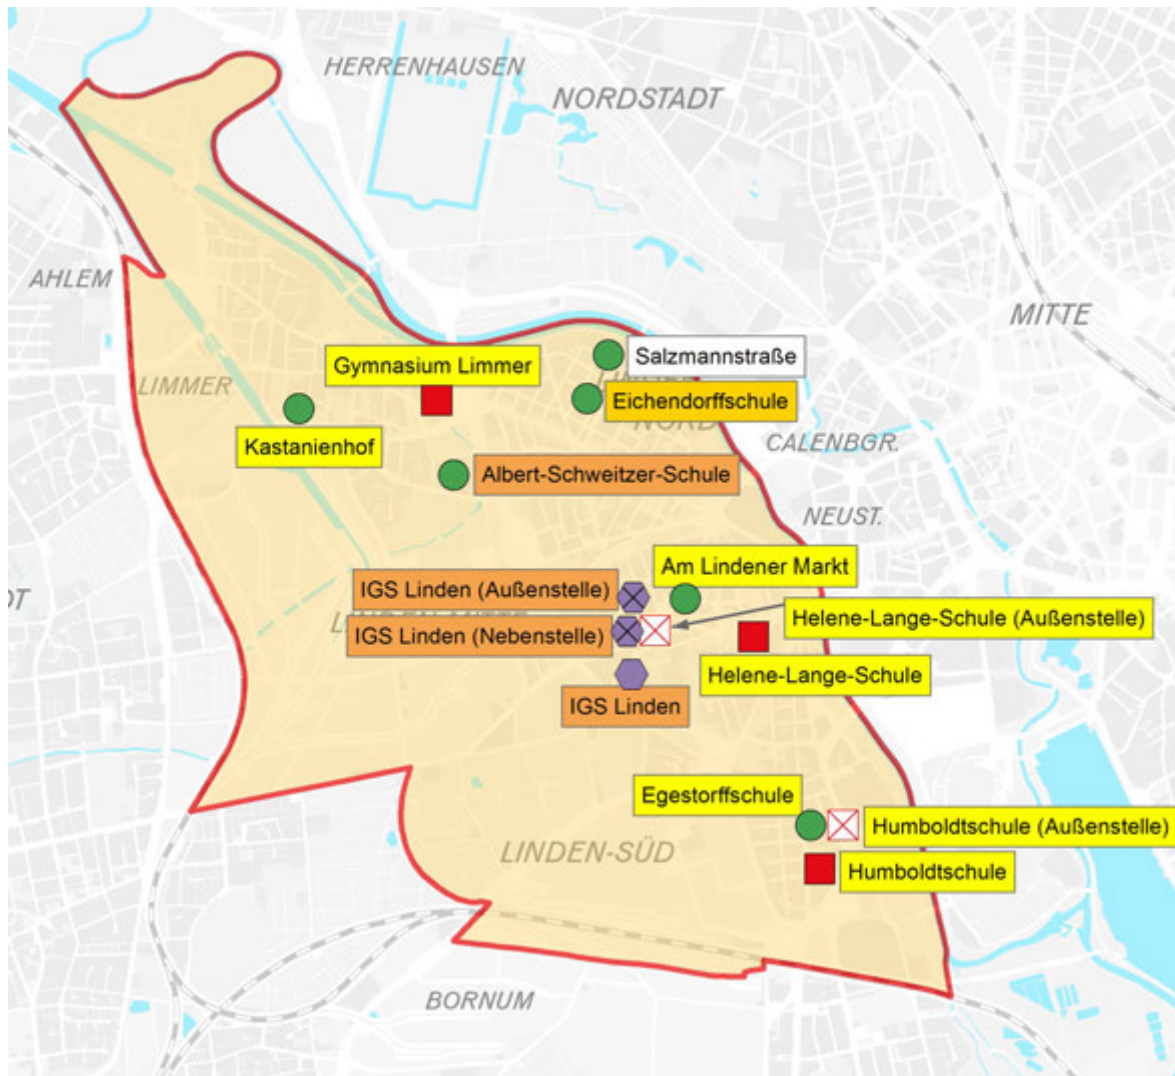 HERRENHAUSEN
NORDSTADT
AHLEM
MITTE
Salzmannstraße
Gymnasium Limmer
LIMMER
Eichendorffschule
NORD
Kastanienhof
CALENBGR.
Albert-Schweitzer-Schule
NEUST.
Am Lindener Markt
IGS Linden (Außenstelle)
DT
Helene-Lange-Schule (Außenstelle)
IGS Linden (Nebenstelle)
Helene-Lange-Schule
IGS Linden
Egestorffschule
Humboldtschule (Außenstelle)
LINDEN-SÜD
Humboldtschule
BORNUM